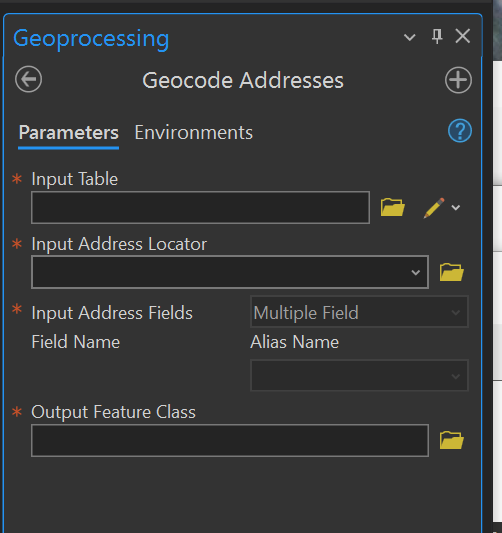 Geoprocessing
Geocode Addresses
Parameters Environments
* Input Table
* Input Address Locator
* Input Address Fields Multiple Field
Field Name Alias Name
* Output Feature Class